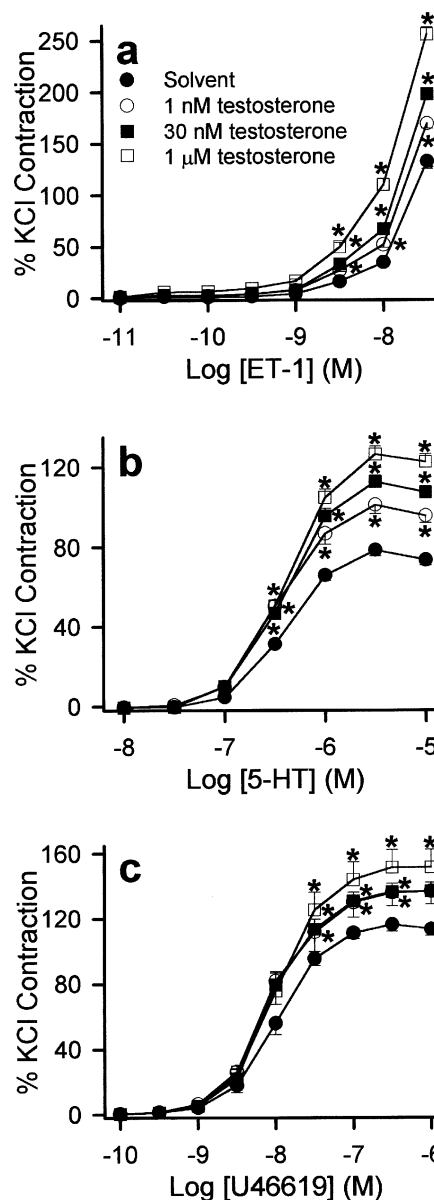 a
250
200
150
100
50
0
% KCl Contraction
Solvent
1 nM testosterone
30 nM testosterone
1 µM testosterone
* * * * * * * * *
-11 -10 -9 -8
Log [ET-1] (M)
b
120
80
40
0
% KCl Contraction
* * * * * * * * * * * *
-8 -7 -6 -5
Log [5-HT] (M)
c
160
120
80
40
0
% KCl Contraction
* * * * * * * * * *
-10 -9 -8 -7 -6
Log [U46619] (M)